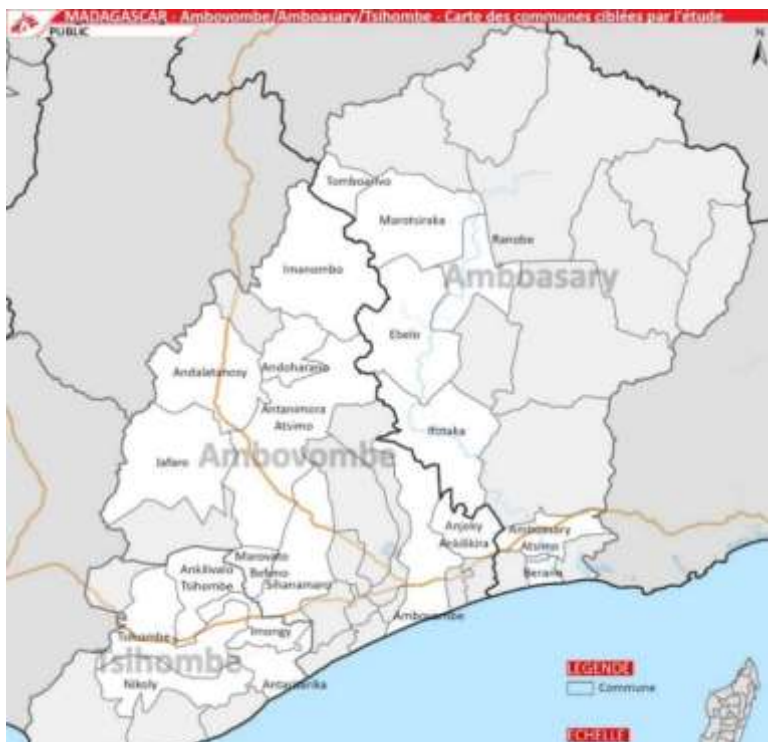 MADAGASCAR - Ambovombe/Amboasary/Tsihombe - Carte des communes ciblées par l'étude
PUBLIC
N
Tomboarivo
Marotsiraka
Ranobe
Imanombo
Amboasary
Ebelo
Andalatanosy
Andoharano
Antanimora
Atsimo
Ifotaka
Jafaro
Ambovombe
Anjeky
Ankilikira
Amboasary
Atsimo
Marovato
Befeno
Ankilivalo
Tsihombe
Sihanamaro
Berano
Ambovombe
Tsihombe
Imongy
Tsihombe
Nikoly
Antaritarika
LEGENDE
Commune
ECHELLE